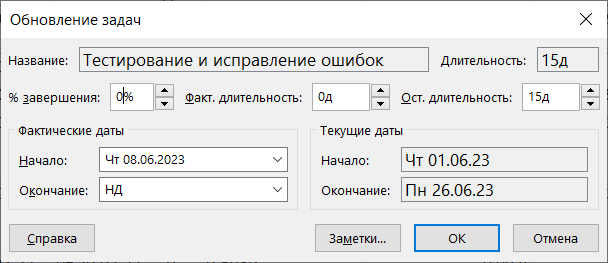 Обновление задач
Название: Тестирование и исправление ошибок Длительность: 15д
% завершения: 0% Факт. длительность: 0д Ост. длительность: 15д
Фактические даты Текущие даты
Начало: Чт 08.06.2023 Начало: Чт 01.06.23
Окончание: НД Окончание: Пн 26.06.23
Справка Заметки... ОК Отмена